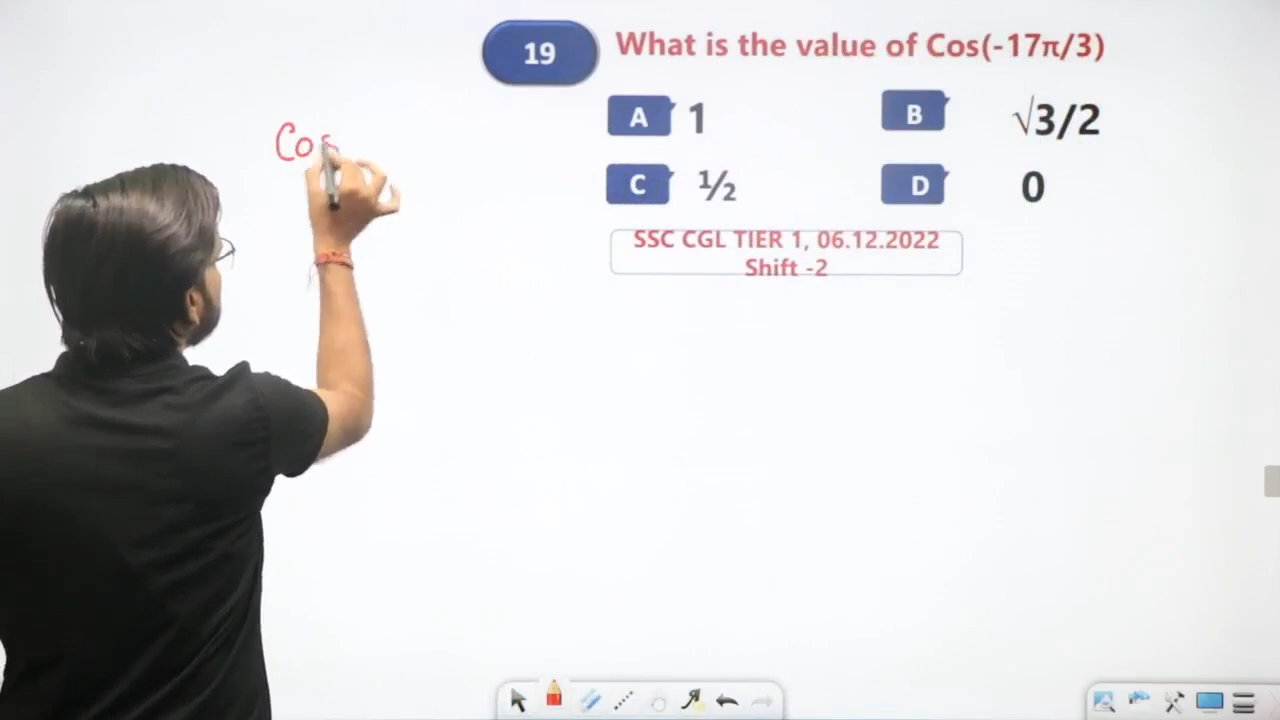 19 What is the value of Cos(-17π/3)
A 1 B √3/2
C ½ D 0
SSC CGL TIER 1, 06.12.2022
Shift -2
Cos